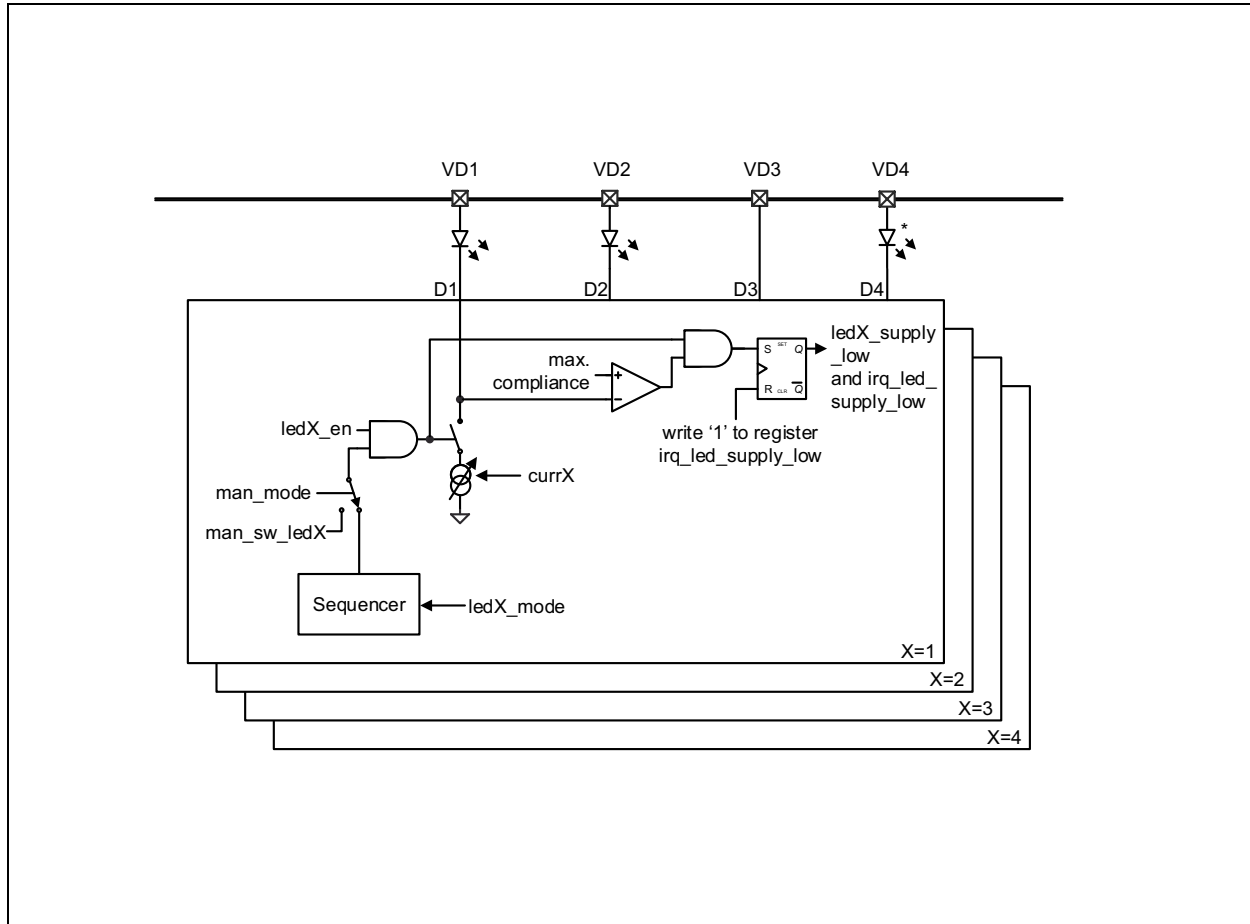 VD1
VD2
VD3
VD4
*
D1
D2
D3
D4
max.
compliance
+
−
S
SET
Q
R
CLR
Q
ledX_supply
_low
and irq_led_
supply_low
write ‘1’ to register
irq_led_supply_low
ledX_en
man_mode
man_sw_ledX
currX
Sequencer
ledX_mode
X=1
X=2
X=3
X=4